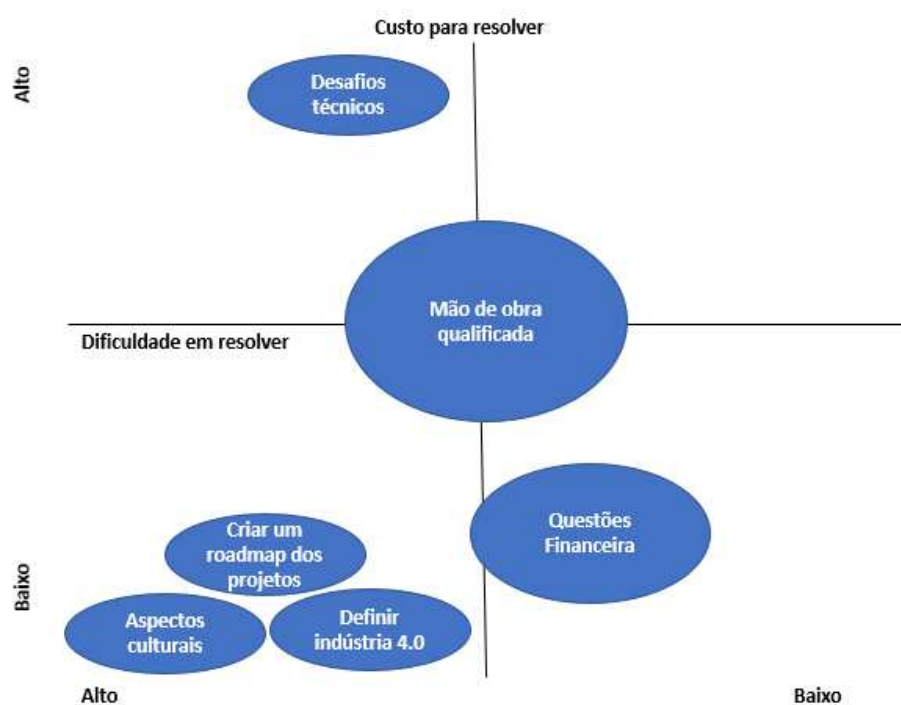 Custo para resolver
Alto
Desafios
técnicos
Mão de obra
qualificada
Dificuldade em resolver
Questões
Financeira
Criar um
roadmap dos
projetos
Baixo
Aspectos
culturais
Definir
indústria 4.0
Alto
Baixo